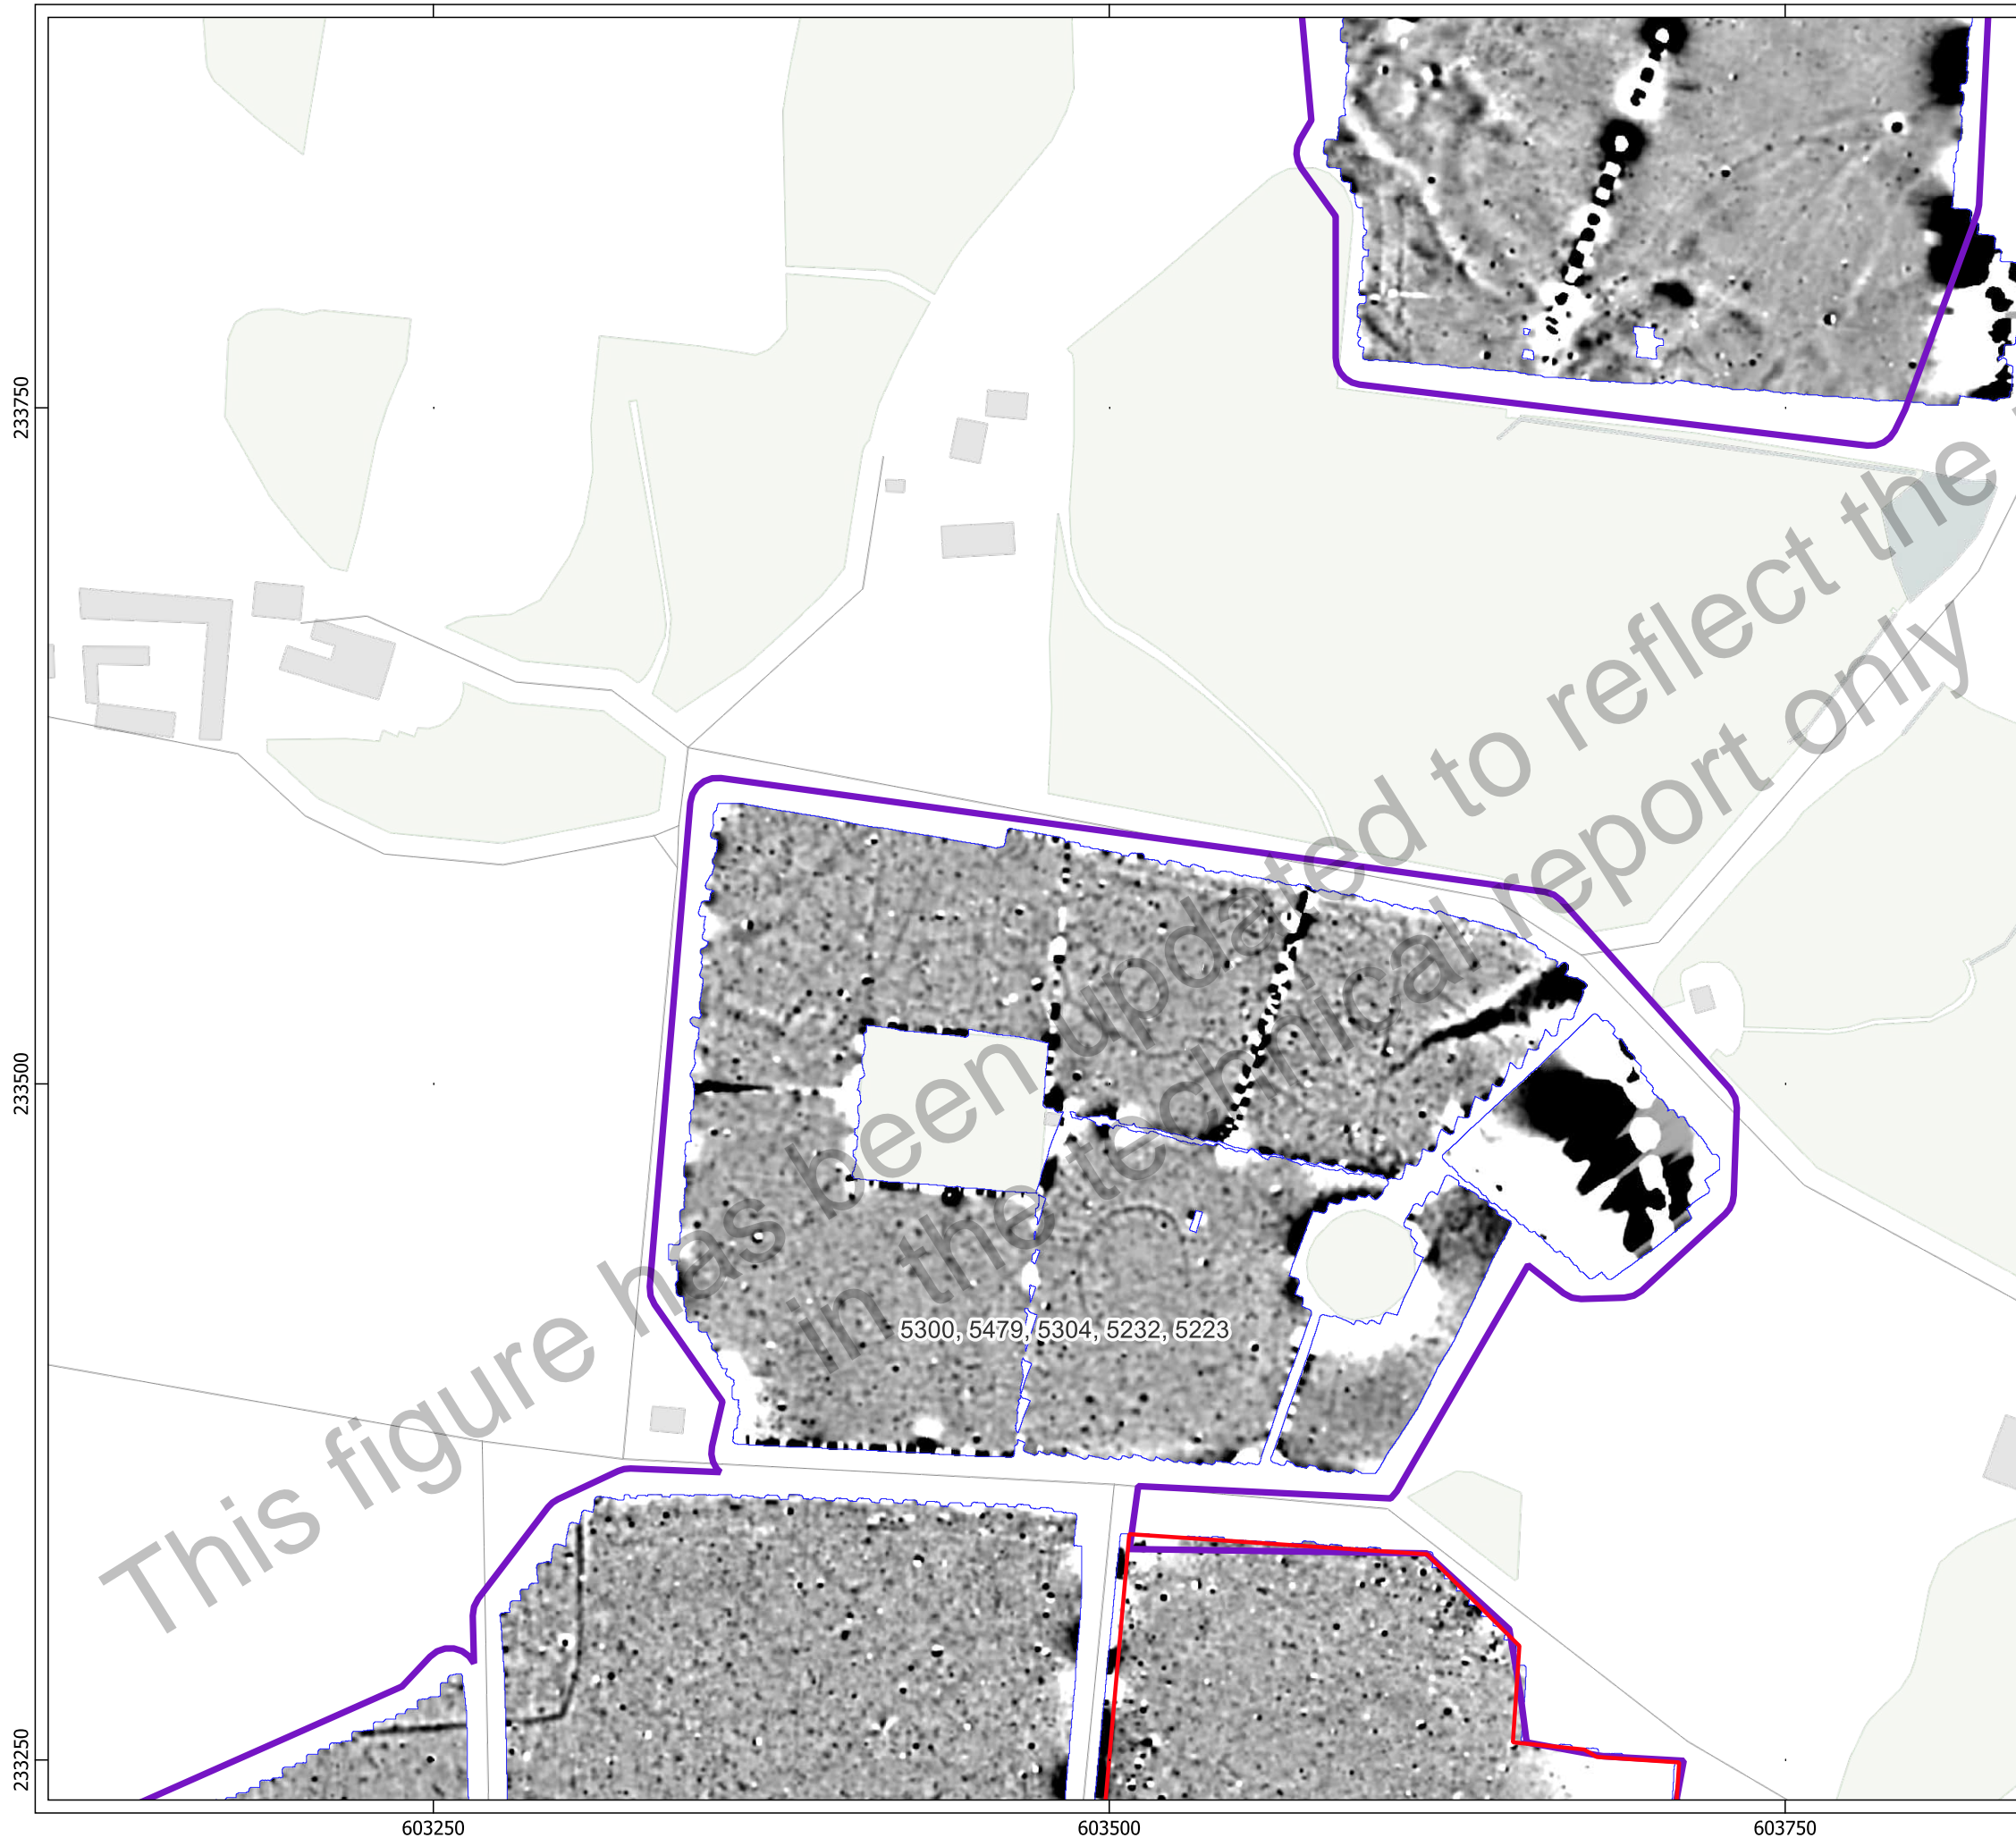 This figure has been updated to reflect the
in the technical report only
5300, 5479, 5304, 5232, 5223
233750
233500
233250
603250
603500
603750